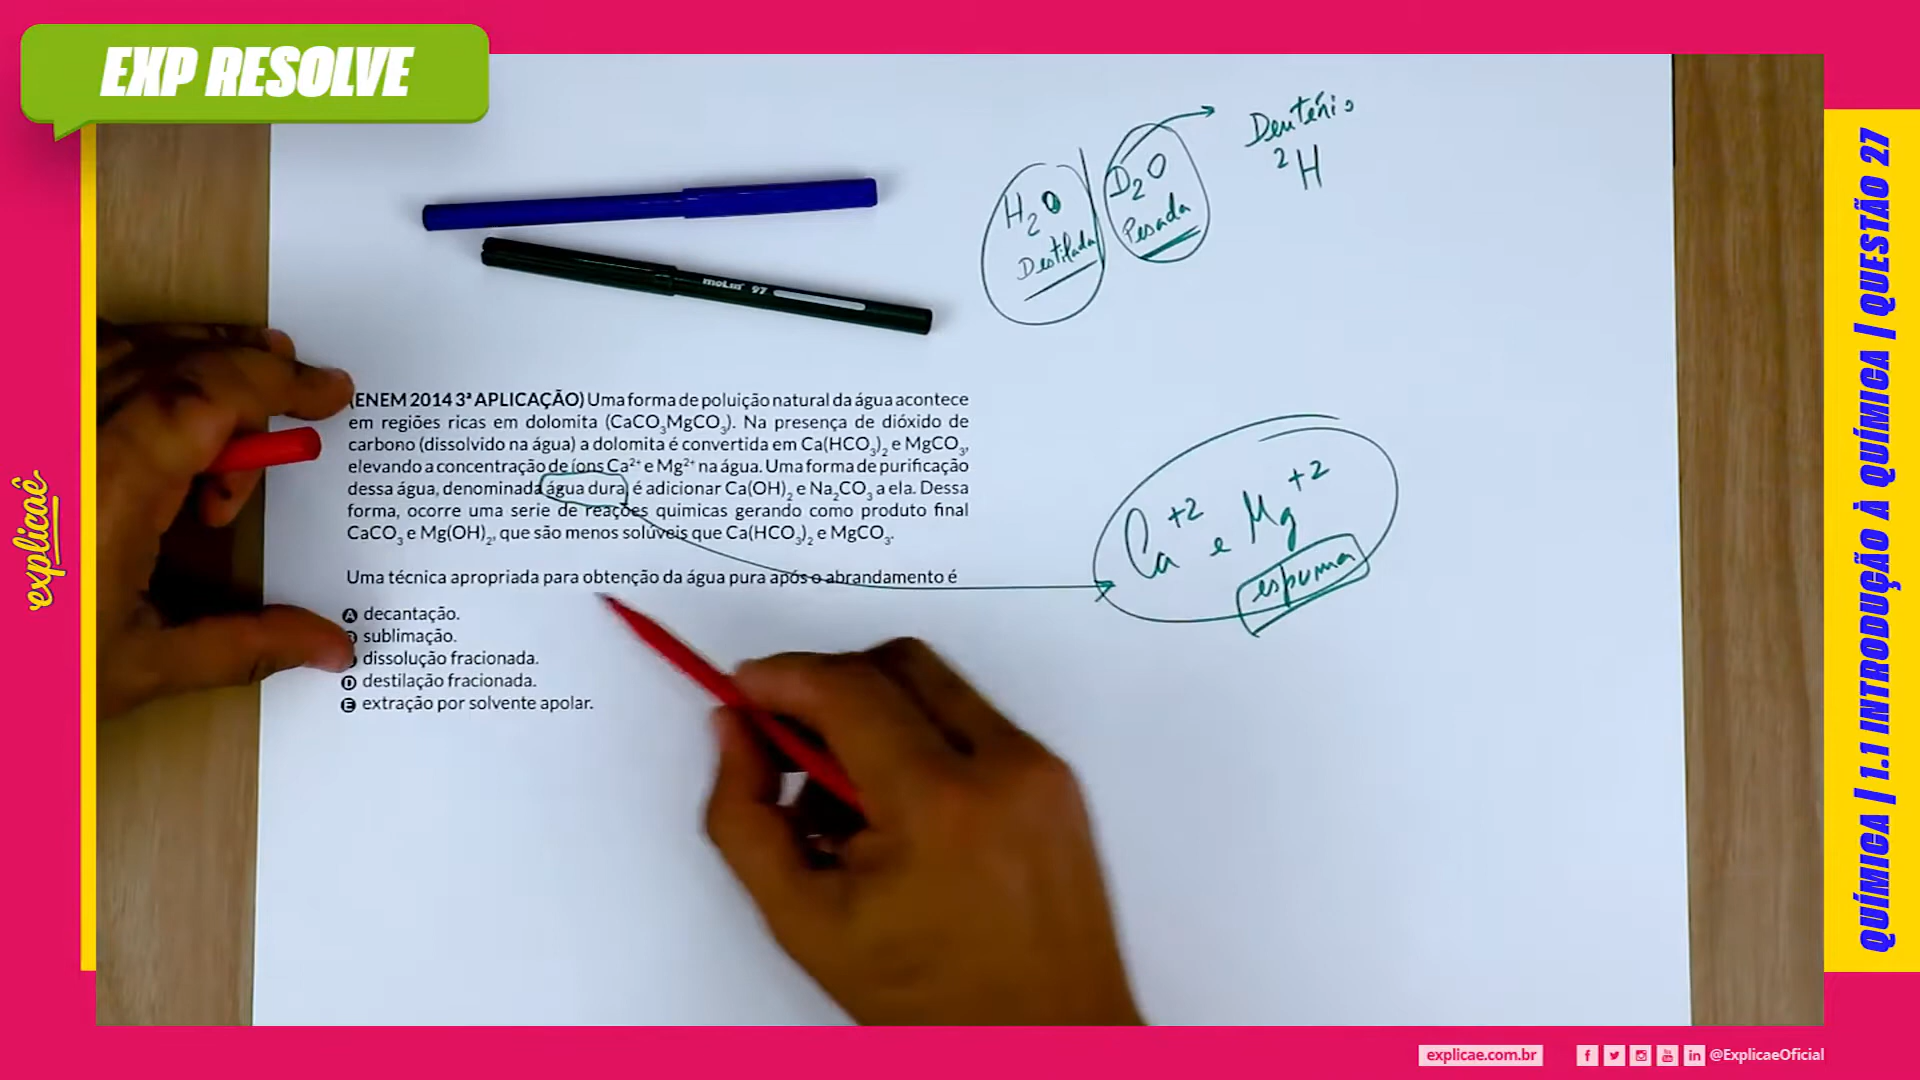 EXP RESOLVE
Deutério
²H
H₂O
Destilada
D₂O
Pesada
molin 97
(ENEM 2014 3ª APLICAÇÃO) Uma forma de poluição natural da água acontece
em regiões ricas em dolomita (CaCO₃MgCO₃). Na presença de dióxido de
carbono (dissolvido na água) a dolomita é convertida em Ca(HCO₃)₂ e MgCO₃,
elevando a concentração de íons Ca²⁺ e Mg²⁺ na água. Uma forma de purificação
dessa água, denominada água dura, é adicionar Ca(OH)₂ e Na₂CO₃ a ela. Dessa
forma, ocorre uma serie de reações quimicas gerando como produto final
CaCO₃ e Mg(OH)₂, que são menos solúveis que Ca(HCO₃)₂ e MgCO₃.
Uma técnica apropriada para obtenção da água pura após o abrandamento é
A decantação.
sublimação.
dissolução fracionada.
D destilação fracionada.
E extração por solvente apolar.
Ca⁺² e Mg⁺²
espuma
explicaê
QUÍMICA | 1.1 INTRODUÇÃO À QUÍMICA | QUESTÃO 27
explicae.com.br
@ExplicaeOficial